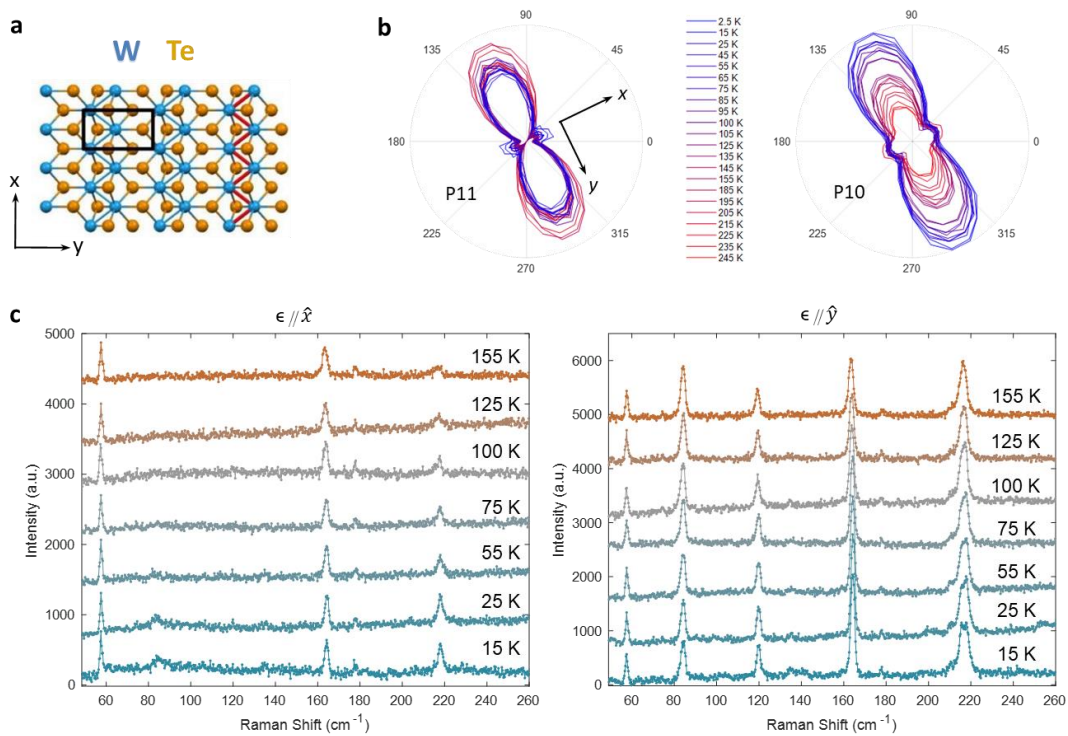 a
W Te
x
y
b
90
135
45
180
0
225
315
270
P11
x
y
2.5 K
15 K
25 K
45 K
55 K
65 K
75 K
85 K
95 K
100 K
105 K
125 K
135 K
145 K
155 K
185 K
195 K
205 K
215 K
225 K
235 K
245 K
90
135
45
180
0
225
315
270
P10
c
ϵ // x̂
5000
4000
3000
2000
1000
0
Intensity (a.u.)
155 K
125 K
100 K
75 K
55 K
25 K
15 K
60 80 100 120 140 160 180 200 220 240 260
Raman Shift (cm⁻¹)
ϵ // ŷ
6000
5000
4000
3000
2000
1000
0
Intensity (a.u.)
155 K
125 K
100 K
75 K
55 K
25 K
15 K
60 80 100 120 140 160 180 200 220 240 260
Raman Shift (cm⁻¹)